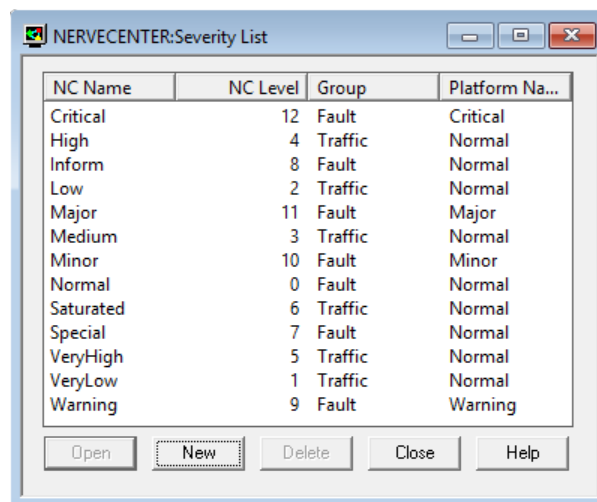 NERVECENTER:Severity List
NC Name NC Level Group Platform Na...
Critical 12 Fault Critical
High 4 Traffic Normal
Inform 8 Fault Normal
Low 2 Traffic Normal
Major 11 Fault Major
Medium 3 Traffic Normal
Minor 10 Fault Minor
Normal 0 Fault Normal
Saturated 6 Traffic Normal
Special 7 Fault Normal
VeryHigh 5 Traffic Normal
VeryLow 1 Traffic Normal
Warning 9 Fault Warning
Open New Delete Close Help